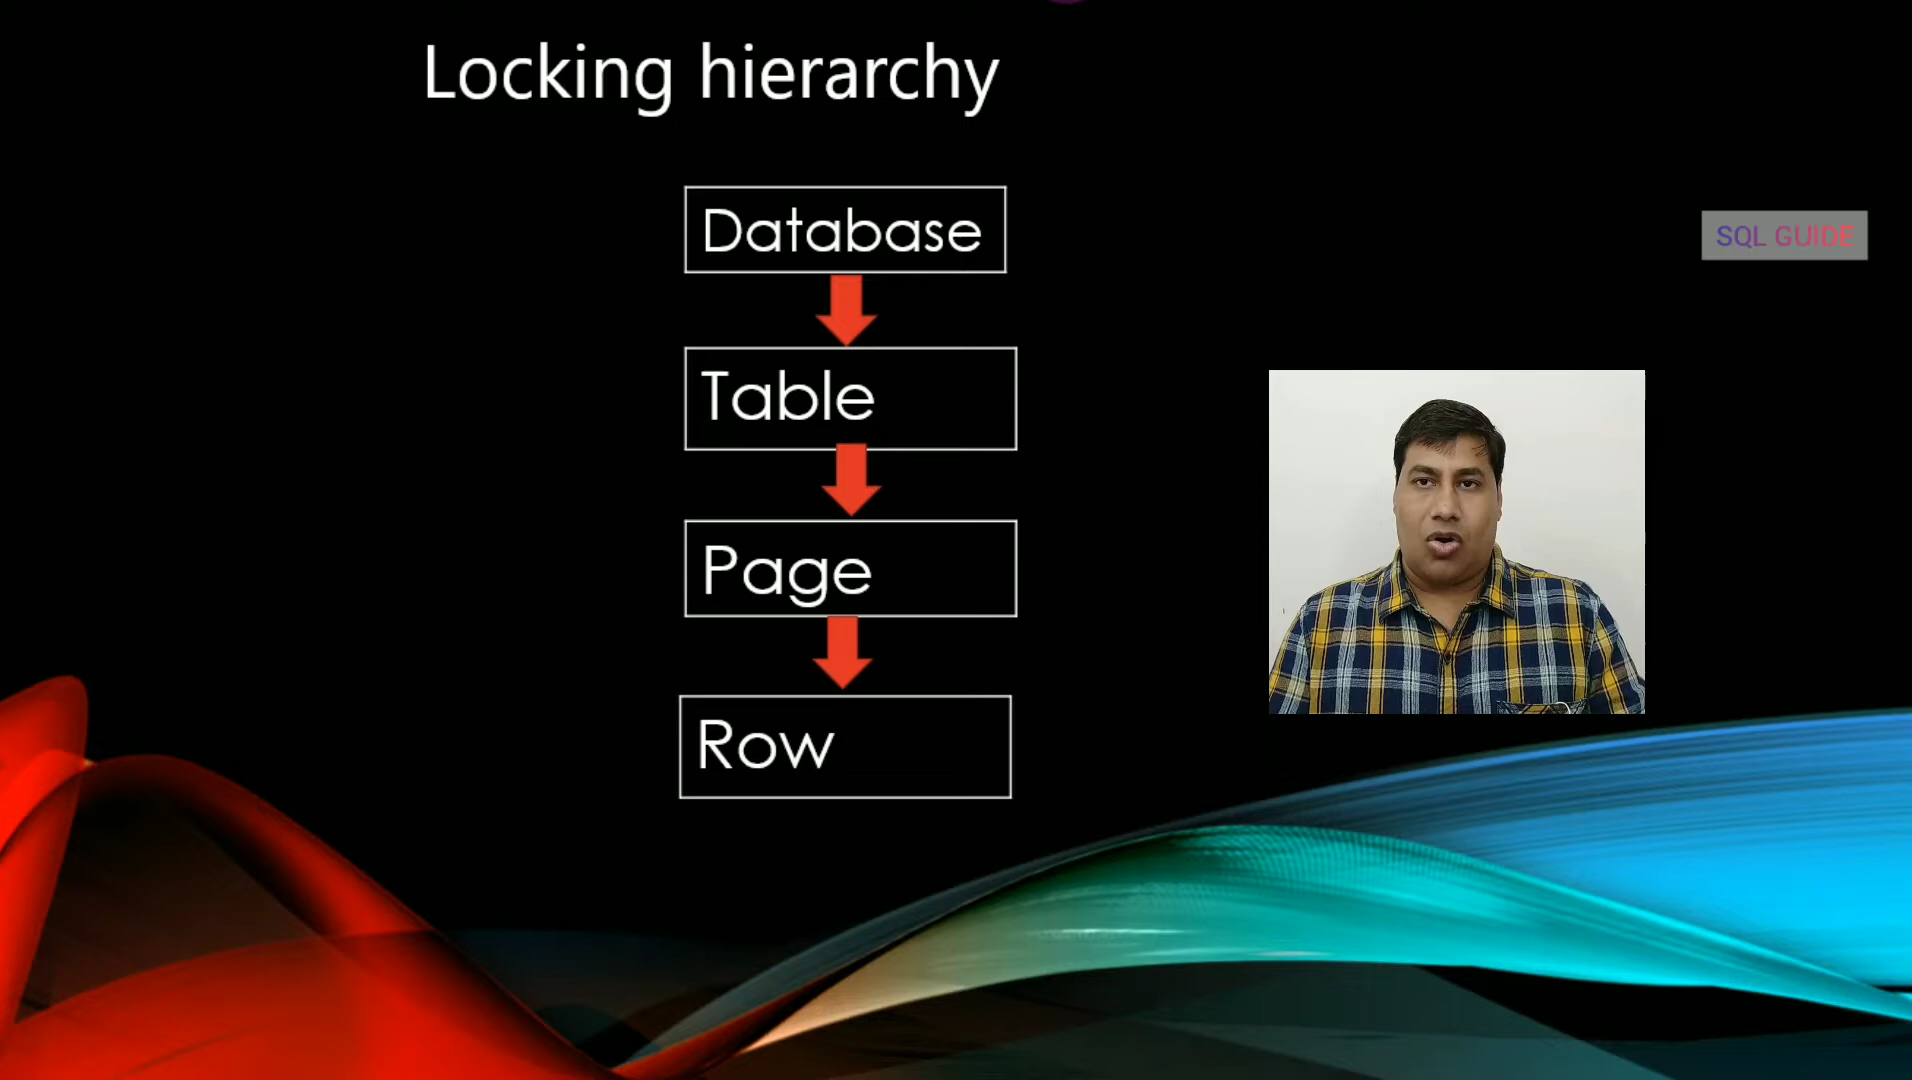 Locking hierarchy
Database
SQL GUIDE
Table
Page
Row